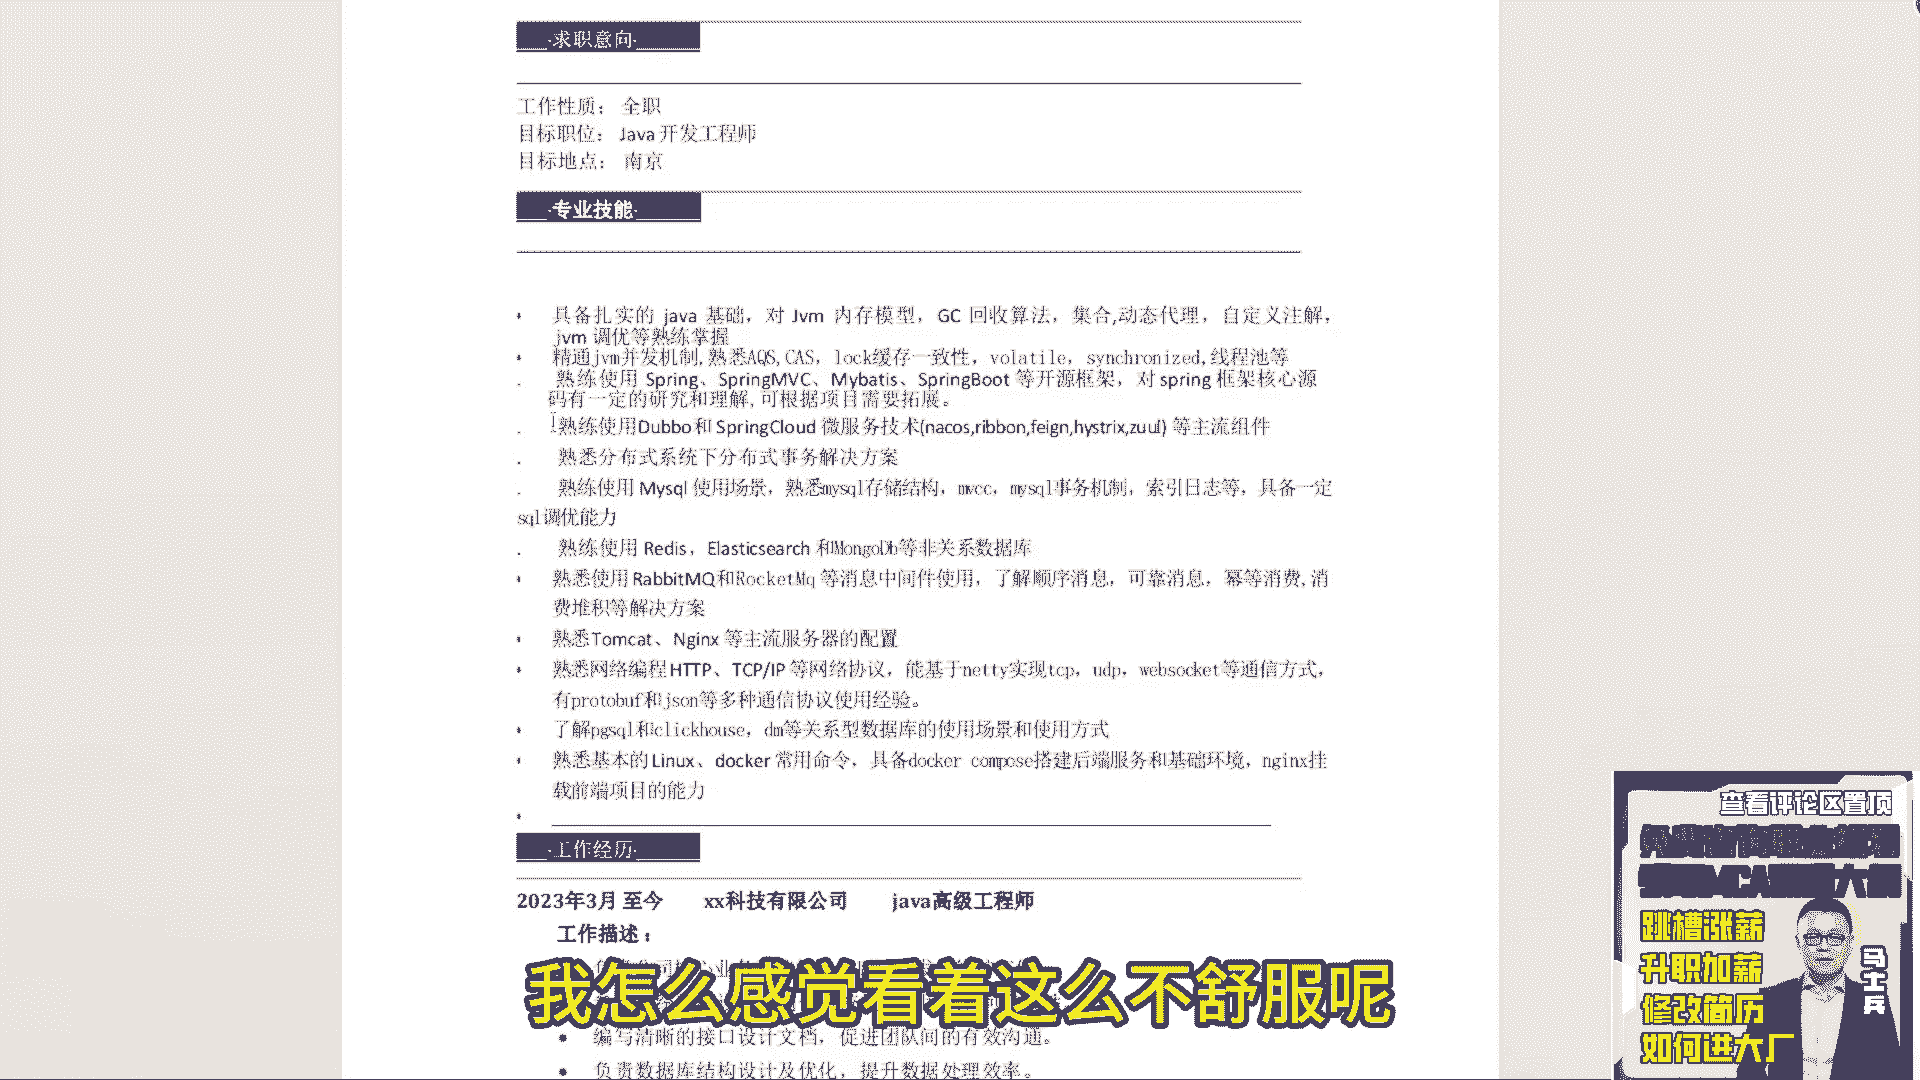 ·求职意向·
工作性质： 全职
目标职位： Java 开发工程师
目标地点： 南京
·专业技能·
具备扎实的 java 基础，对 Jvm 内存模型，GC 回收算法，集合,动态代理，自定义注解，
jvm 调优等熟练掌握
精通jvm并发机制,熟悉AQS,CAS，lock缓存一致性，volatile，synchronized,线程池等
熟练使用 Spring、SpringMVC、Mybatis、SpringBoot 等开源框架，对 spring 框架核心源
码有一定的研究和理解,可根据项目需要拓展。
熟练使用Dubbo和 SpringCloud 微服务技术(nacos,ribbon,feign,hystrix,zuul) 等主流组件
熟悉分布式系统下分布式事务解决方案
熟练使用 Mysql 使用场景，熟悉mysql存储结构，mvcc，mysql事务机制，索引日志等，具备一定
sql调优能力
熟练使用 Redis，Elasticsearch 和MongoDb等非关系数据库
熟悉使用RabbitMQ和RocketMq 等消息中间件使用，了解顺序消息，可靠消息，幂等消费,消
费堆积等解决方案
熟悉Tomcat、Nginx 等主流服务器的配置
熟悉网络编程HTTP、TCP/IP 等网络协议，能基于netty实现tcp，udp，websocket等通信方式，
有protobuf和json等多种通信协议使用经验。
了解pgsql和clickhouse，dm等关系型数据库的使用场景和使用方式
熟悉基本的Linux、docker 常用命令，具备docker compose搭建后端服务和基础环境，nginx挂
载前端项目的能力
·工作经历·
2023年3月 至今 xx科技有限公司 java高级工程师
工作描述：
我怎么感觉看着这么不舒服呢
编写清晰的接口设计文档，促进团队间的有效沟通。
负责数据库结构设计及优化，提升数据处理效率。
查看评论区置顶
跳槽涨薪
升职加薪
修改简历
如何进大厂
马士兵